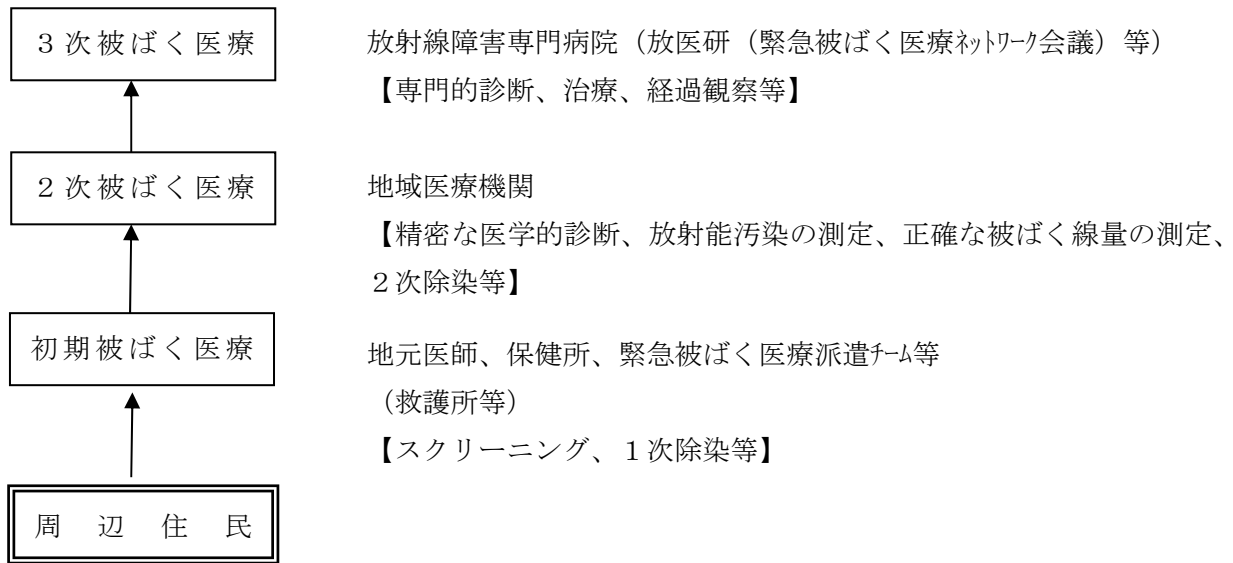 ３次被ばく医療
放射線障害専門病院（放医研（緊急被ばく医療ﾈｯﾄﾜｰｸ会議）等）
【専門的診断、治療、経過観察等】
２次被ばく医療
地域医療機関
【精密な医学的診断、放射能汚染の測定、正確な被ばく線量の測定、
２次除染等】
初期被ばく医療
地元医師、保健所、緊急被ばく医療派遣ﾁｰﾑ等
（救護所等）
【スクリーニング、１次除染等】
周　辺　住　民